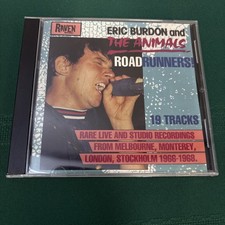 RAVEN
ERIC BURDON and
THE ANIMALS
ROADRUNNERS!
19 TRACKS
RARE LIVE AND STUDIO RECORDINGS
FROM MELBOURNE, MONTEREY,
LONDON, STOCKHOLM 1966-1968.